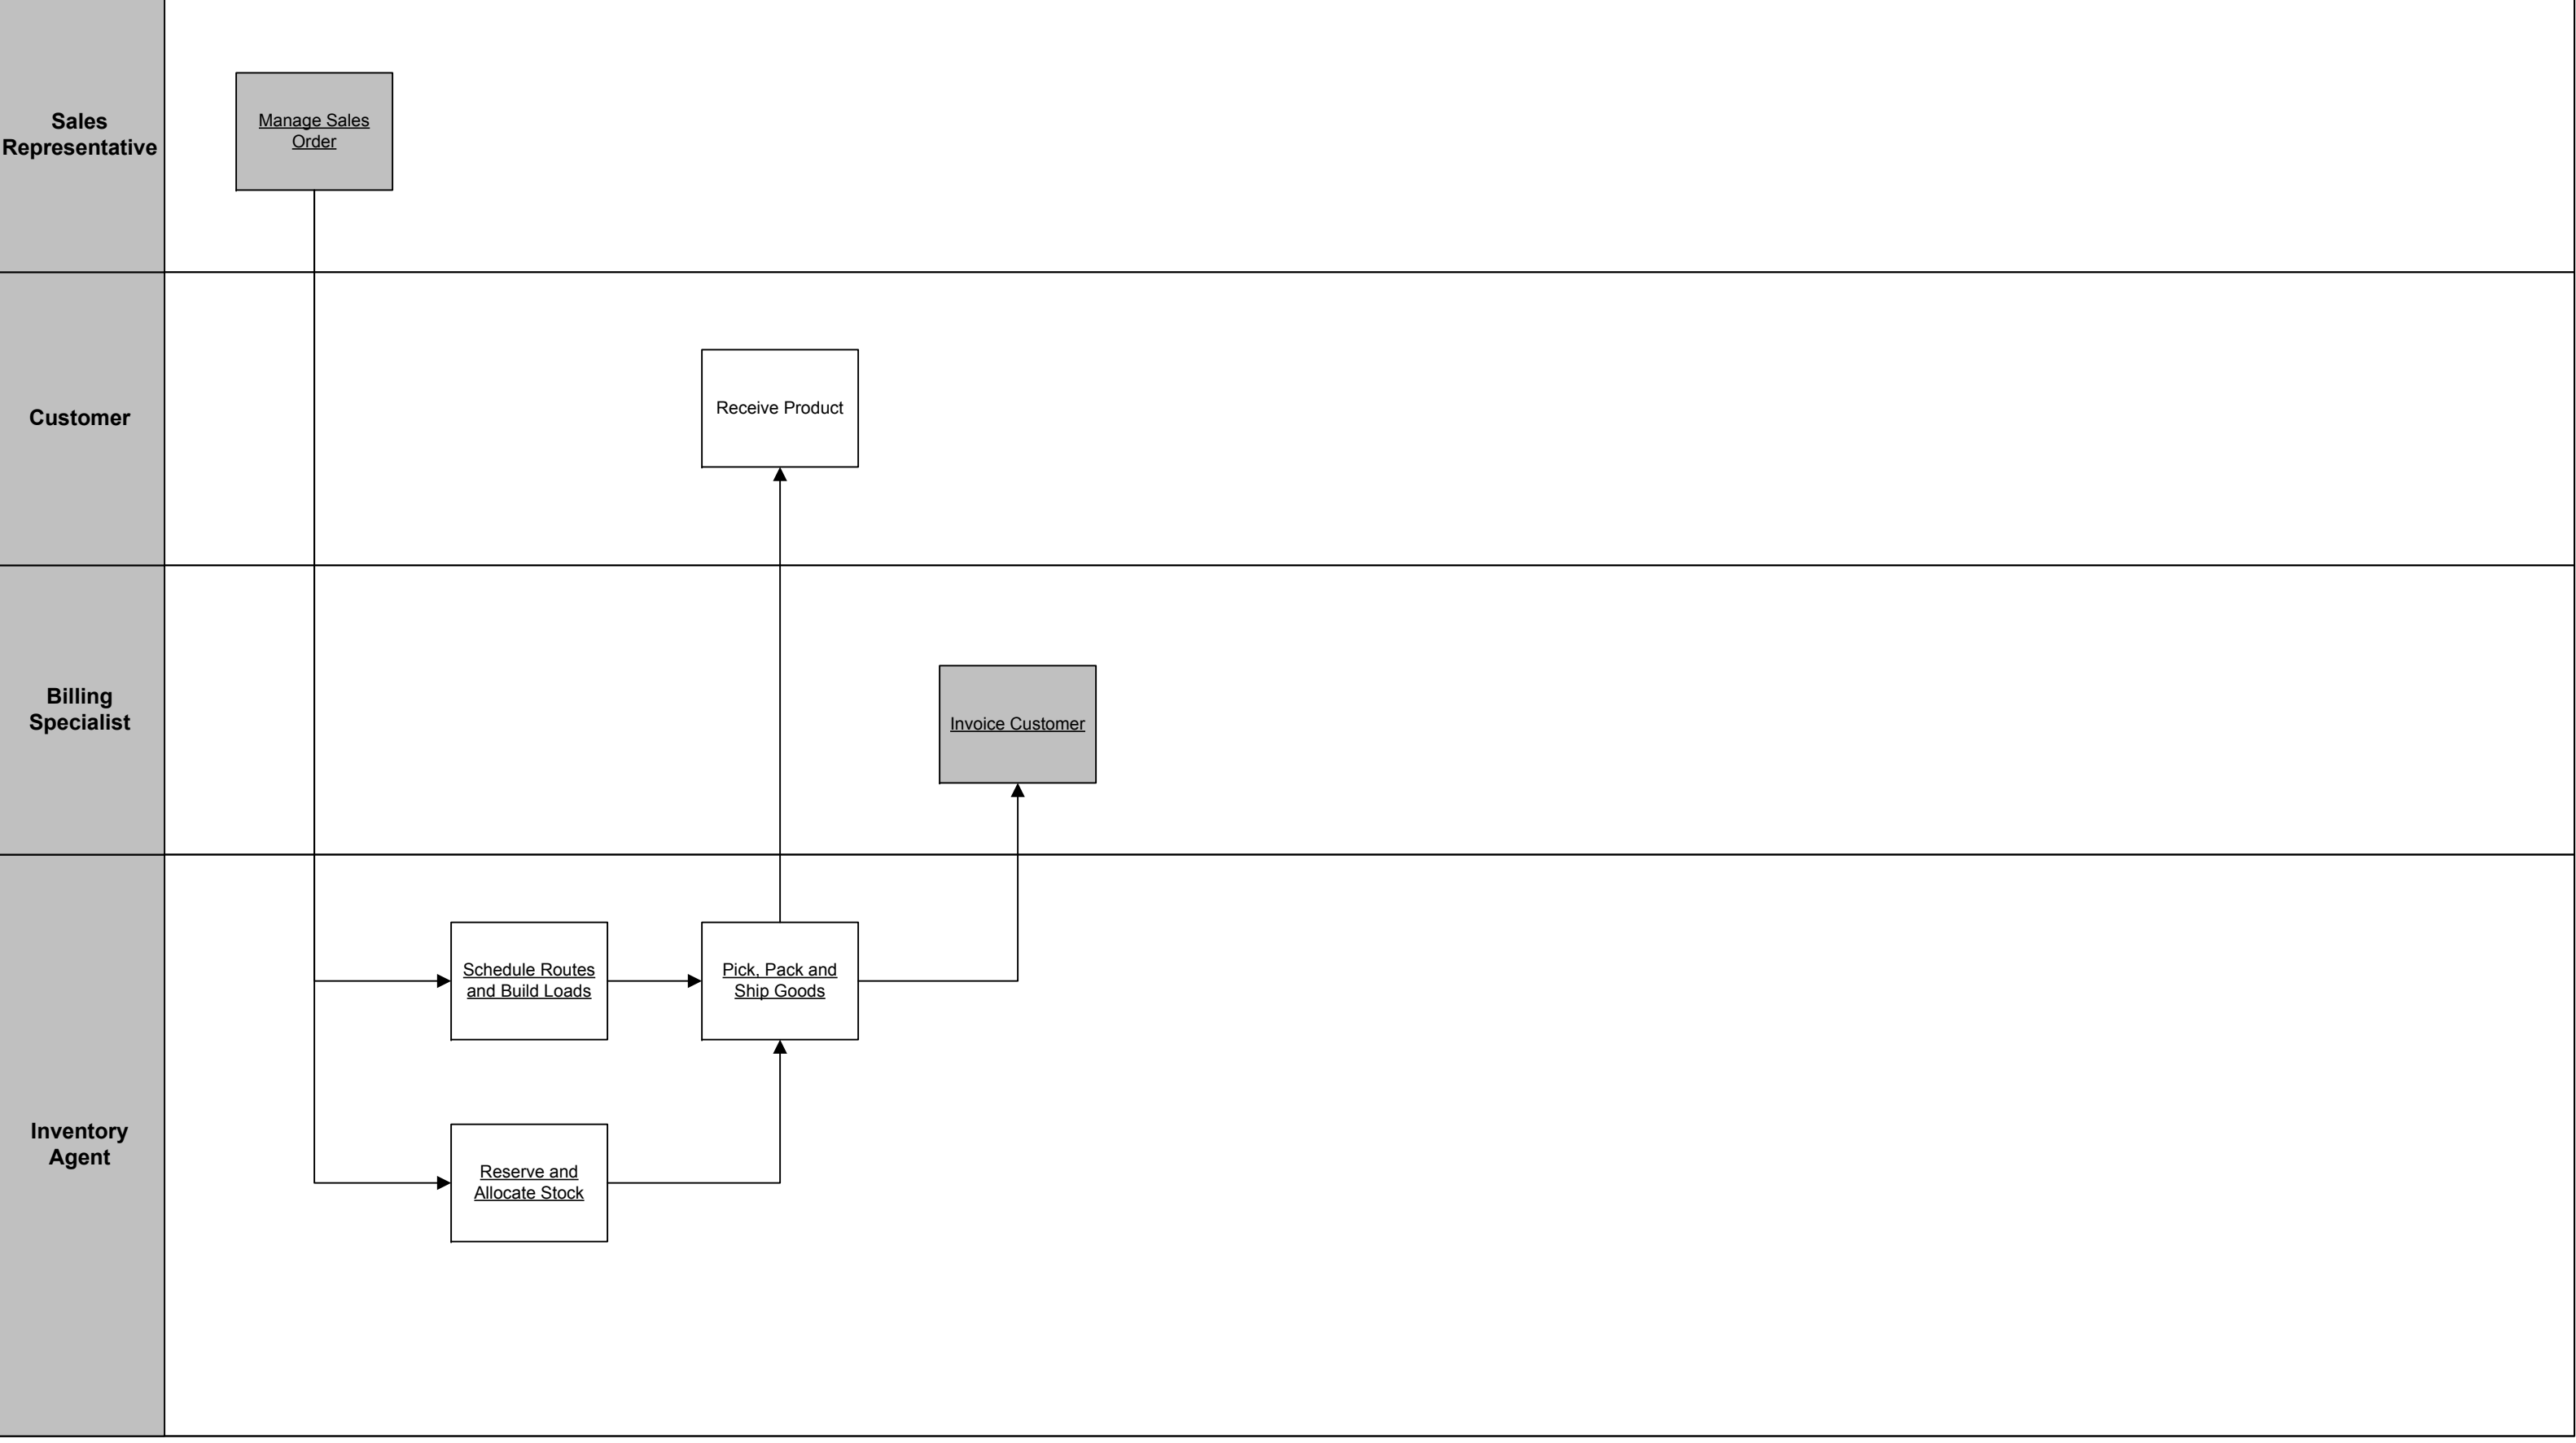 Sales
Representative
Manage Sales
Order
Customer
Receive Product
Billing
Specialist
Invoice Customer
Inventory
Agent
Schedule Routes
and Build Loads
Pick, Pack and
Ship Goods
Reserve and
Allocate Stock